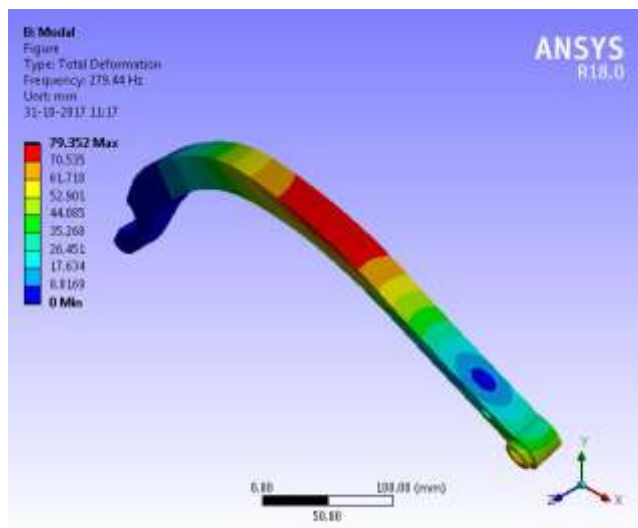 B: Modal
Figure
Type: Total Deformation
Frequency: 279.44 Hz
Unit: mm
31-10-2017 11:17
ANSYS
R18.0
79.352 Max
70.535
61.718
52.901
44.085
35.268
26.451
17.634
8.8169
0 Min
0.00
100.00 (mm)
50.00
Y
Z
X